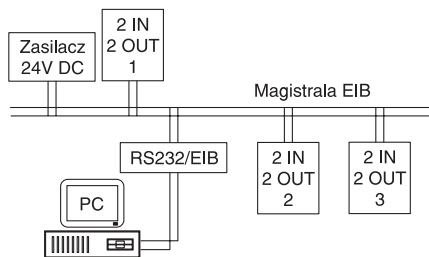 Zasilacz
24V DC
2 IN
2 OUT
1
Magistrala EIB
RS232/EIB
2 IN
2 OUT
2
2 IN
2 OUT
3
PC